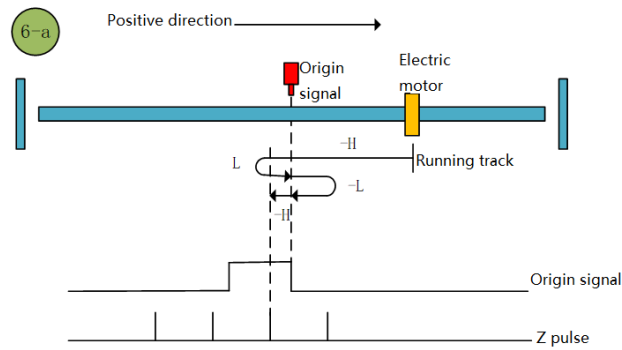 6-a
Positive direction
Origin
signal
Electric
motor
-H
Running track
L
-L
-H
Origin signal
Z pulse